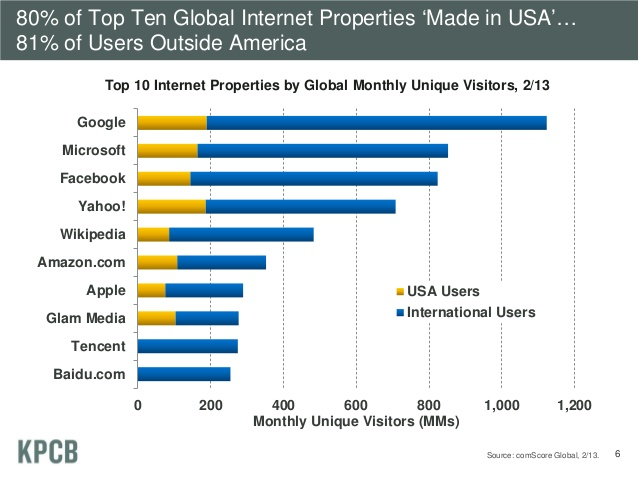 80% of Top Ten Global Internet Properties ‘Made in USA’…
81% of Users Outside America
Top 10 Internet Properties by Global Monthly Unique Visitors, 2/13
Google
Microsoft
Facebook
Yahoo!
Wikipedia
Amazon.com
Apple
Glam Media
Tencent
Baidu.com
USA Users
International Users
0 200 400 600 800 1,000 1,200
Monthly Unique Visitors (MMs)
KPCB
Source: comScore Global, 2/13. 6